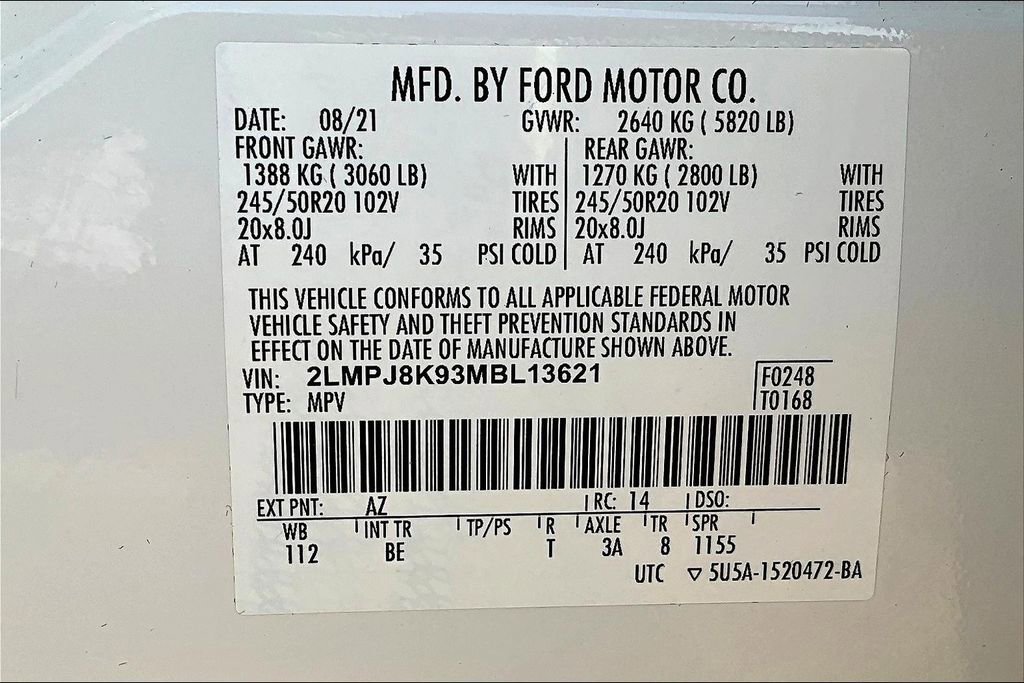 MFD. BY FORD MOTOR CO.
DATE: 08/21 GVWR: 2640 KG ( 5820 LB)
FRONT GAWR: REAR GAWR:
1388 KG ( 3060 LB) WITH 1270 KG ( 2800 LB) WITH
245/50R20 102V TIRES 245/50R20 102V TIRES
20x8.0J RIMS 20x8.0J RIMS
AT 240 kPa/ 35 PSI COLD AT 240 kPa/ 35 PSI COLD
THIS VEHICLE CONFORMS TO ALL APPLICABLE FEDERAL MOTOR
VEHICLE SAFETY AND THEFT PREVENTION STANDARDS IN
EFFECT ON THE DATE OF MANUFACTURE SHOWN ABOVE.
VIN: 2LMPJ8K93MBL13621 F0248
TYPE: MPV T0168
EXT PNT: AZ RC: 14 DSO:
WB INT TR TP/PS R AXLE TR SPR
112 BE T 3A 8 1155
UTC ▽ 5U5A-1520472-BA